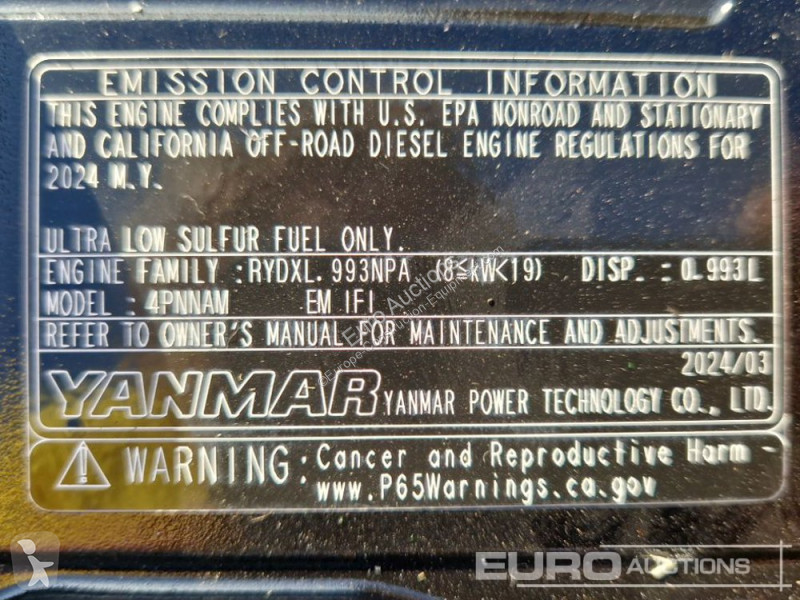 EMISSION CONTROL INFORMATION
THIS ENGINE COMPLIES WITH U.S. EPA NONROAD AND STATIONARY
AND CALIFORNIA OFF-ROAD DIESEL ENGINE REGULATIONS FOR
2024 M.Y.
ULTRA LOW SULFUR FUEL ONLY.
ENGINE FAMILY :RYDXL.993NPA (8≦kW<19) DISP. : 0.993L
MODEL : 4PNNAM EM IFI
REFER TO OWNER'S MANUAL FOR MAINTENANCE AND ADJUSTMENTS.
2024/03
YANMAR YANMAR POWER TECHNOLOGY CO., LTD.
WARNING: Cancer and Reproductive Harm -
www.P65Warnings.ca.gov
EURO AUCTIONS